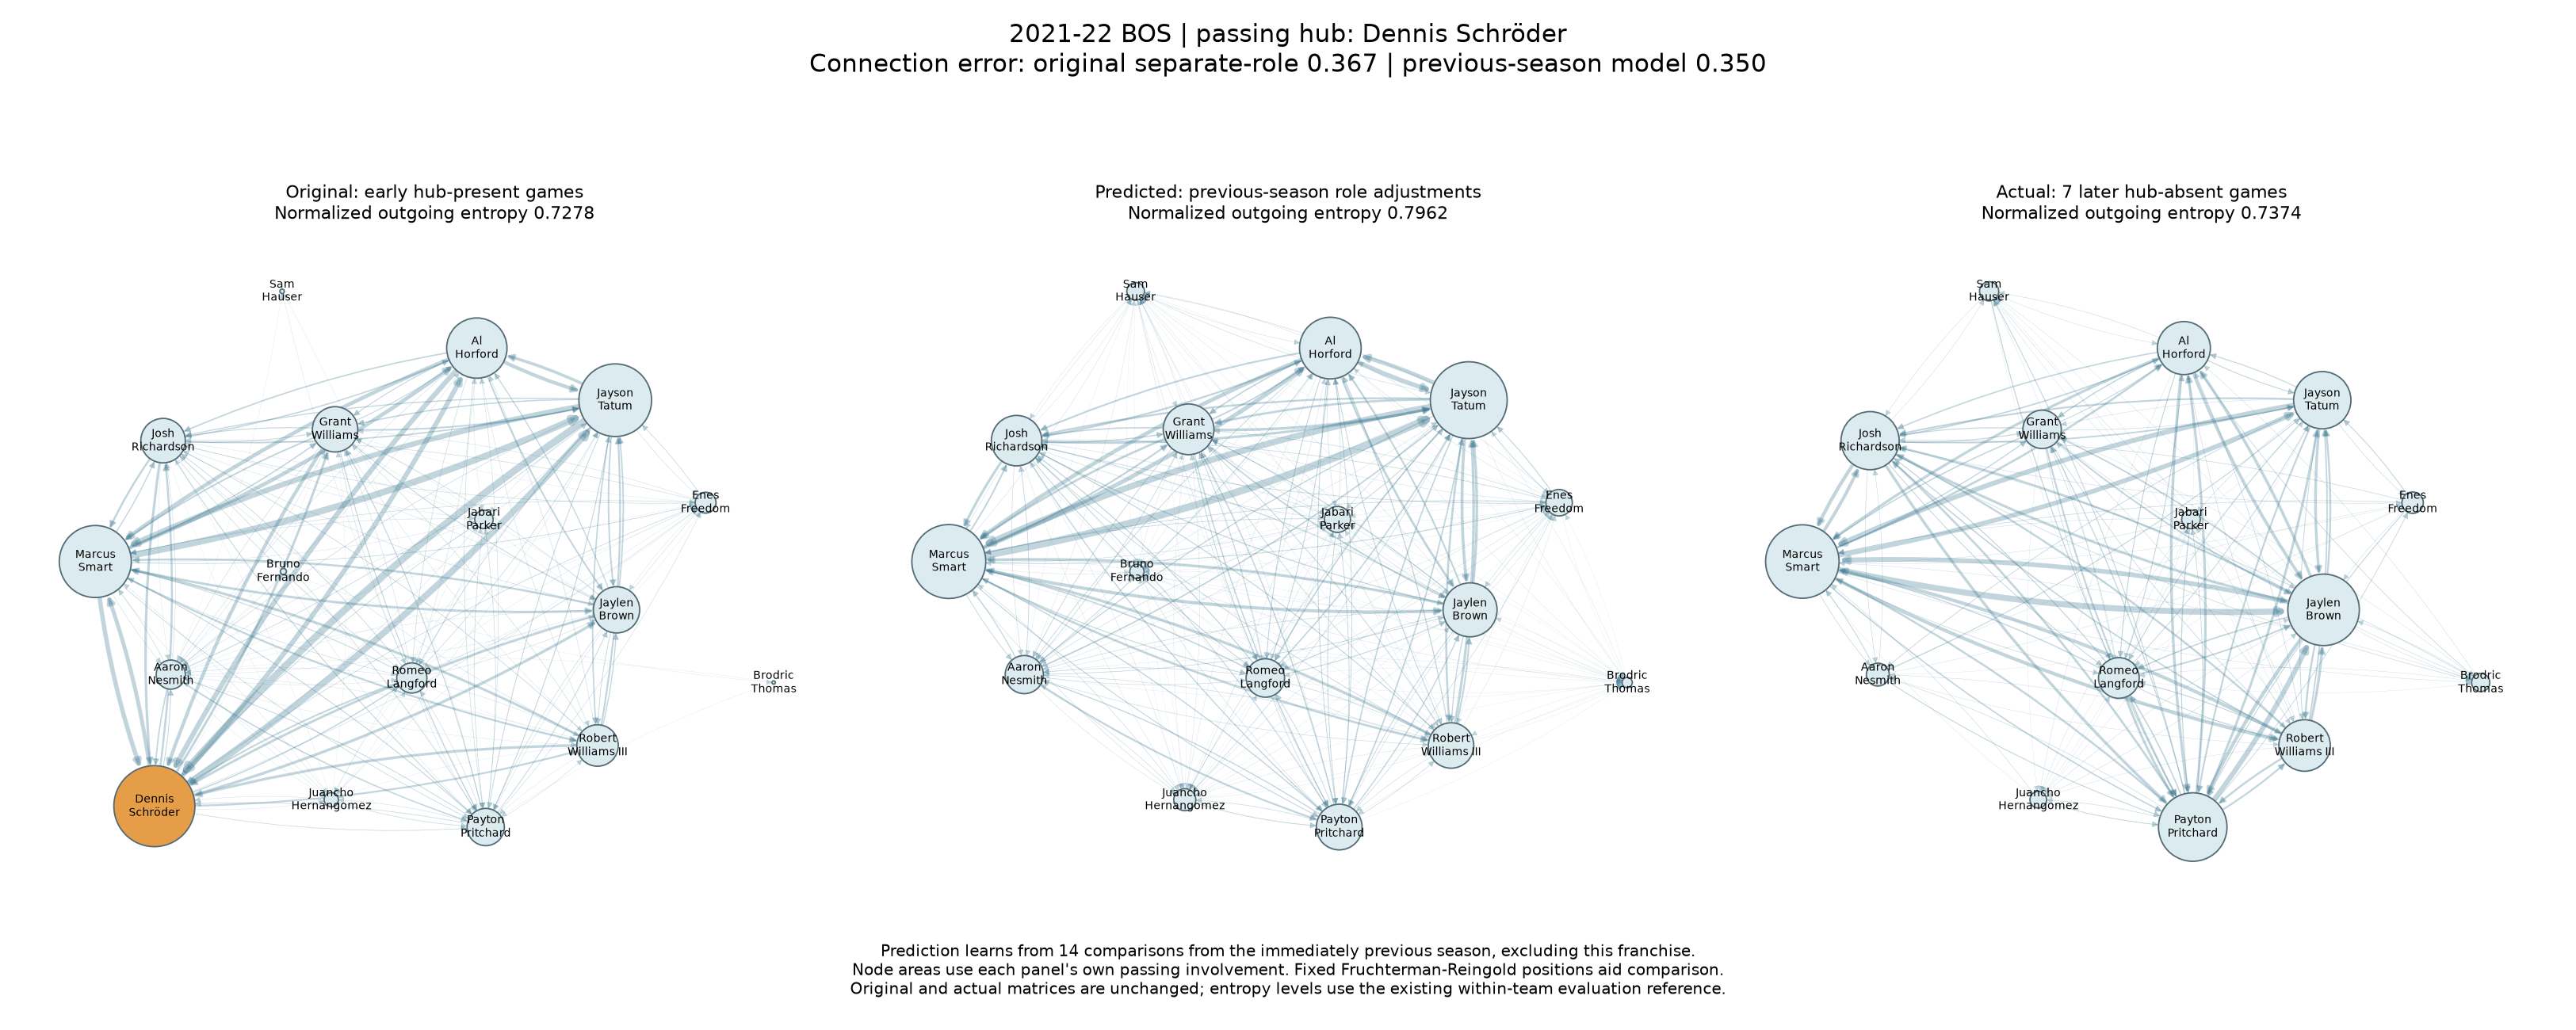 2021-22 BOS | passing hub: Dennis Schröder
Connection error: original separate-role 0.367 | previous-season model 0.350
Original: early hub-present games
Normalized outgoing entropy 0.7278
Sam
Hauser
Al
Horford
Jayson
Tatum
Grant
Williams
Josh
Richardson
Enes
Freedom
Jabari
Parker
Marcus
Smart
Bruno
Fernando
Jaylen
Brown
Aaron
Nesmith
Romeo
Langford
Brodric
Thomas
Robert
Williams III
Dennis
Schröder
Juancho
Hernangomez
Payton
Pritchard
Predicted: previous-season role adjustments
Normalized outgoing entropy 0.7962
Sam
Hauser
Al
Horford
Jayson
Tatum
Grant
Williams
Josh
Richardson
Enes
Freedom
Jabari
Parker
Marcus
Smart
Bruno
Fernando
Jaylen
Brown
Aaron
Nesmith
Romeo
Langford
Brodric
Thomas
Robert
Williams III
Juancho
Hernangomez
Payton
Pritchard
Actual: 7 later hub-absent games
Normalized outgoing entropy 0.7374
Sam
Hauser
Al
Horford
Jayson
Tatum
Grant
Williams
Josh
Richardson
Enes
Freedom
Jabari
Parker
Marcus
Smart
Jaylen
Brown
Aaron
Nesmith
Romeo
Langford
Brodric
Thomas
Robert
Williams III
Juancho
Hernangomez
Payton
Pritchard
Prediction learns from 14 comparisons from the immediately previous season, excluding this franchise.
Node areas use each panel's own passing involvement. Fixed Fruchterman-Reingold positions aid comparison.
Original and actual matrices are unchanged; entropy levels use the existing within-team evaluation reference.